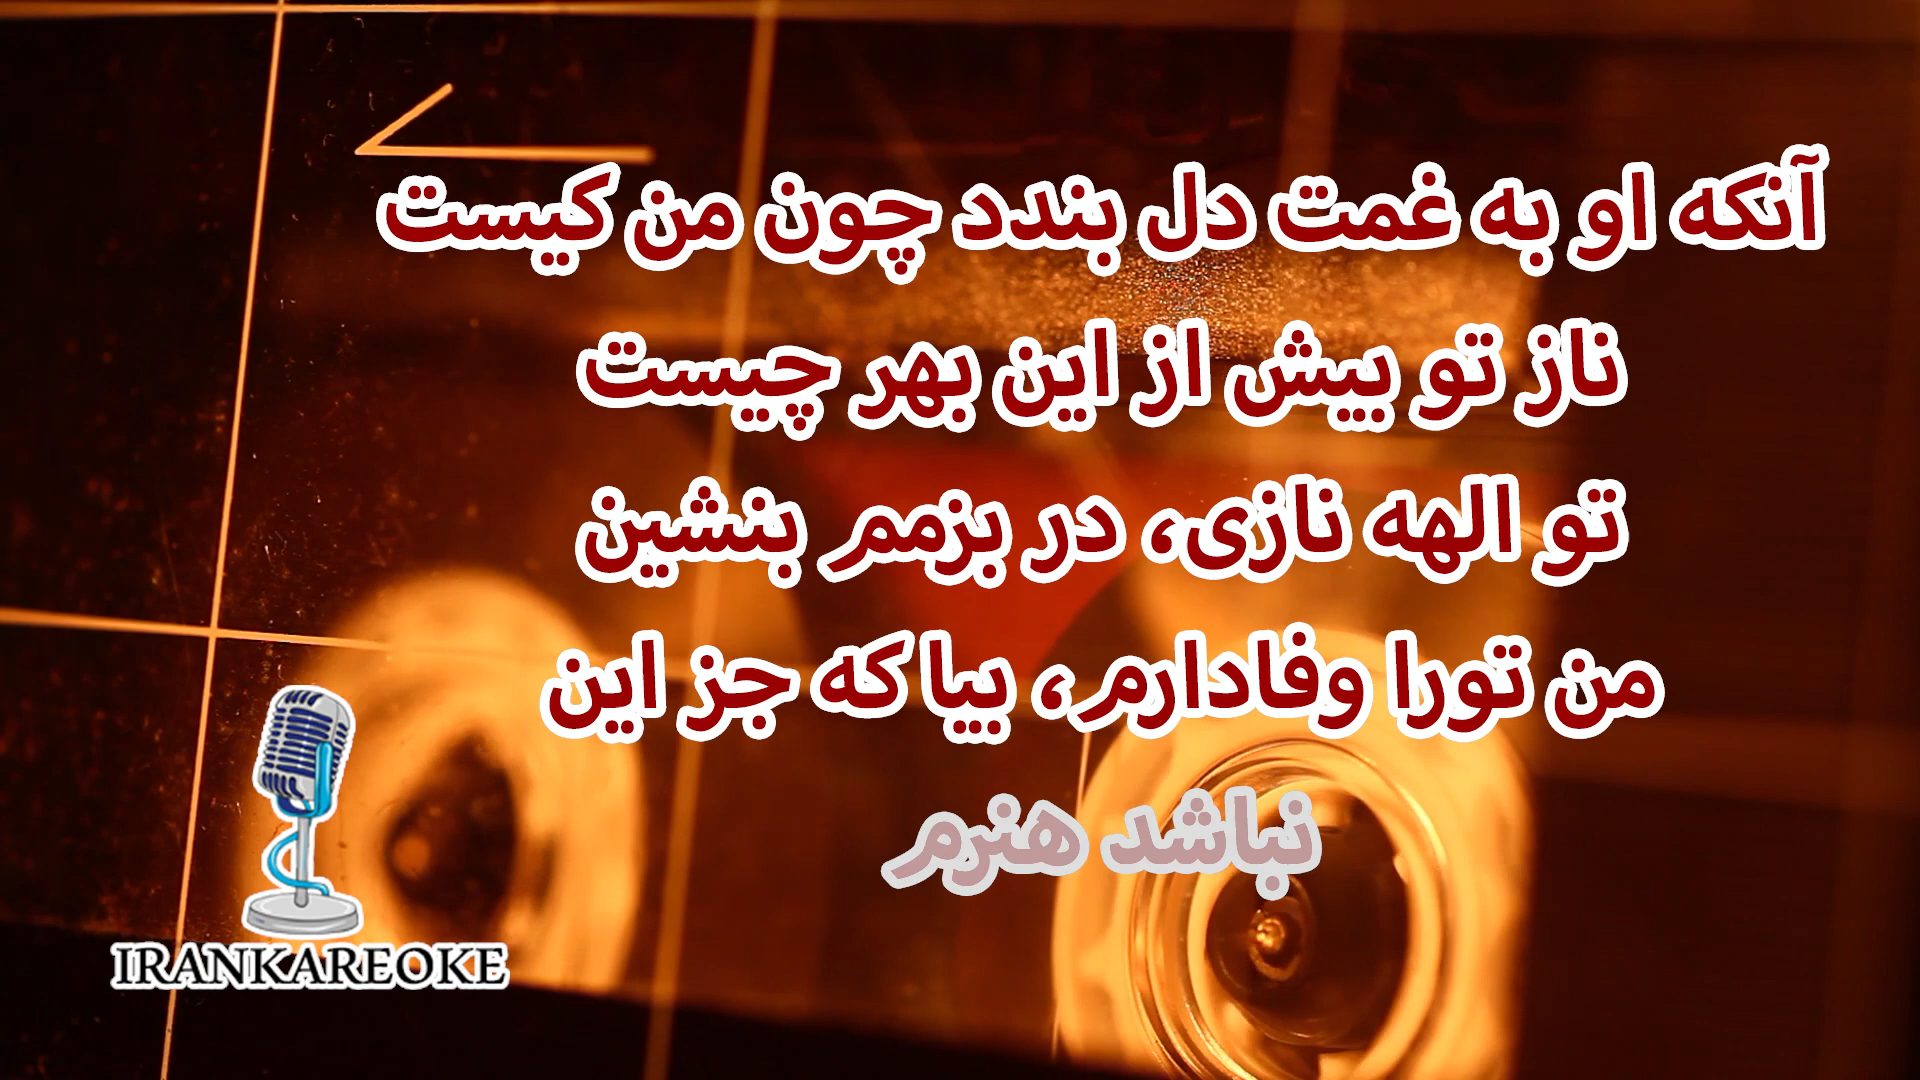 آنکه او به غمت دل بندد چون من کیست
ناز تو بیش از این بهر چیست
تو الهه نازی، در بزمم بنشین
من تورا وفادارم، بیا که جز این
نباشد هنرم
IRANKAREOKE